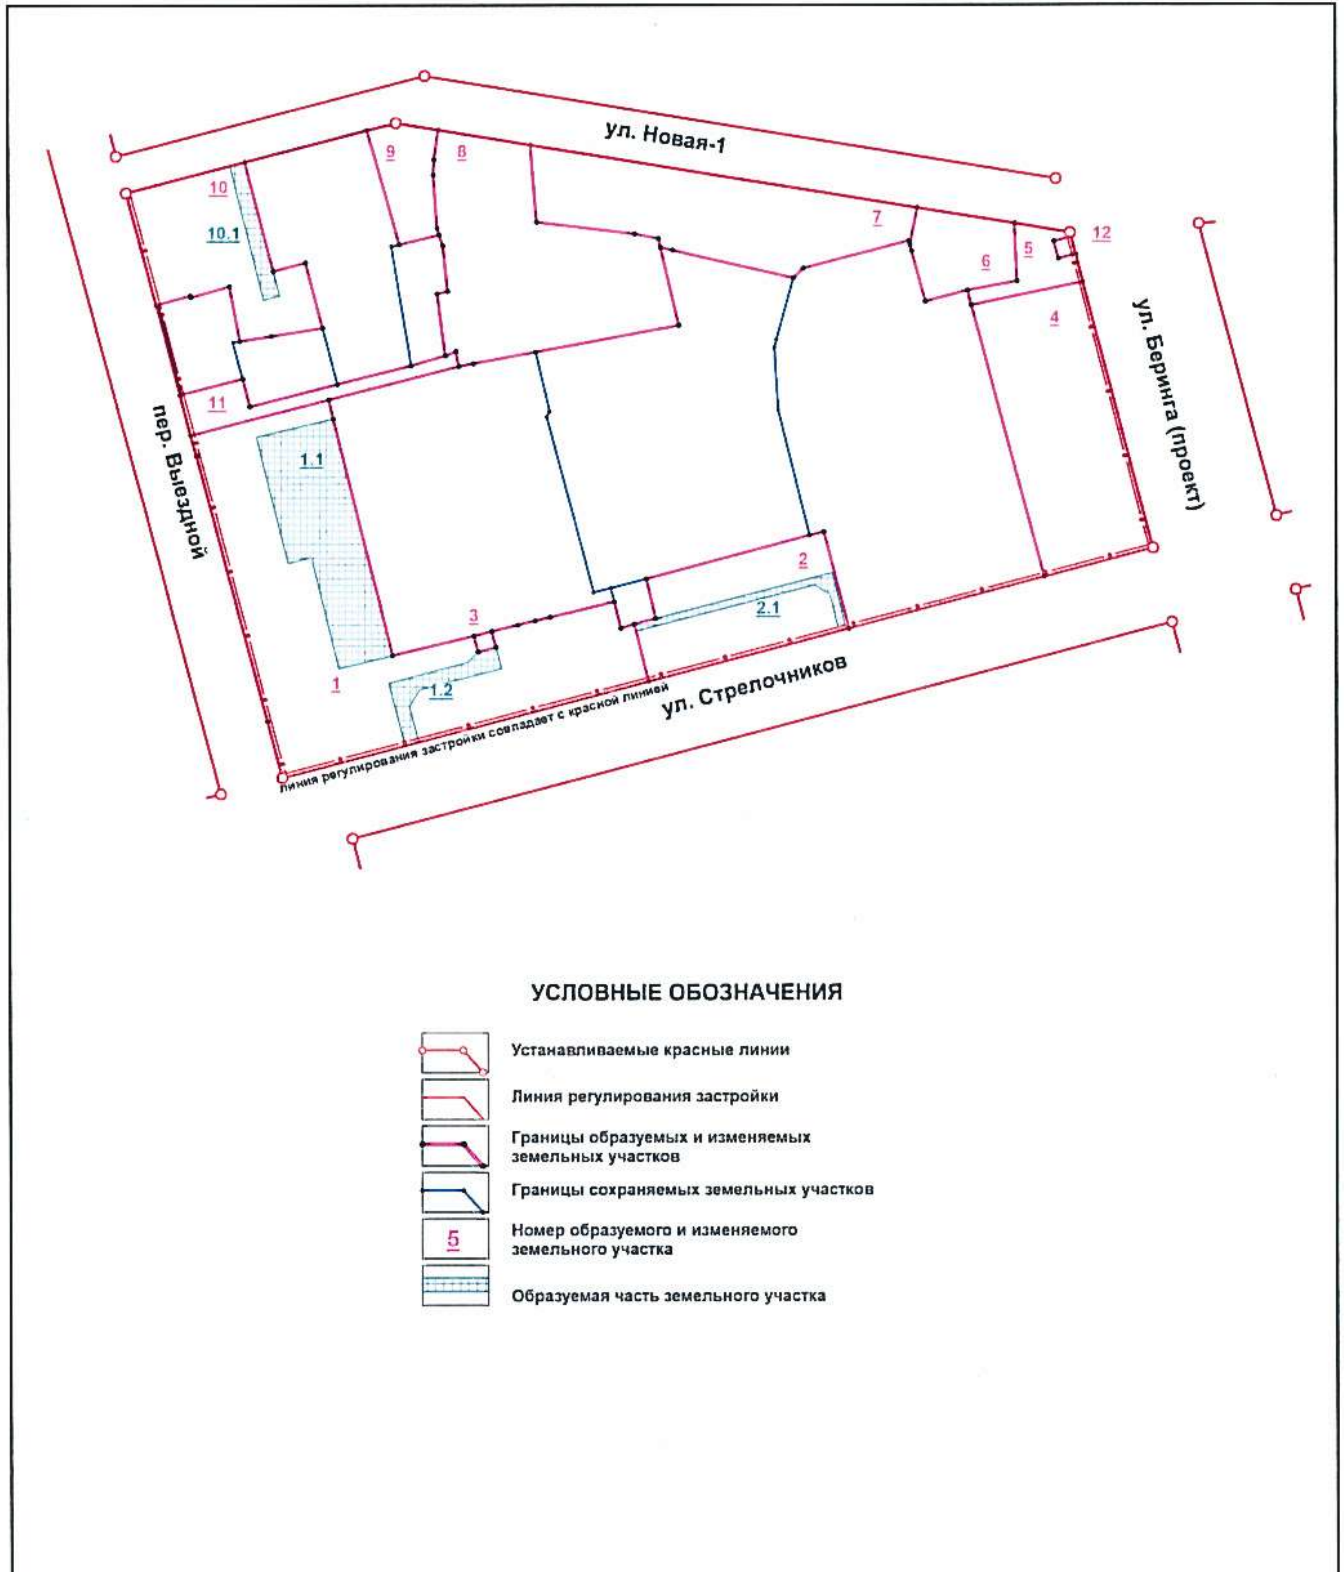 ул. Новая-1
9
8
10
10.1
7
12
5
6
4
ул. Беринга (проект)
11
пер. Выездной
1.1
2
2.1
3
1
1.2
ул. Стрелочников
линия регулирования застройки совпадает с красной линией
УСЛОВНЫЕ ОБОЗНАЧЕНИЯ
Устанавливаемые красные линии
Линия регулирования застройки
Границы образуемых и изменяемых
земельных участков
Границы сохраняемых земельных участков
5
Номер образуемого и изменяемого
земельного участка
Образуемая часть земельного участка